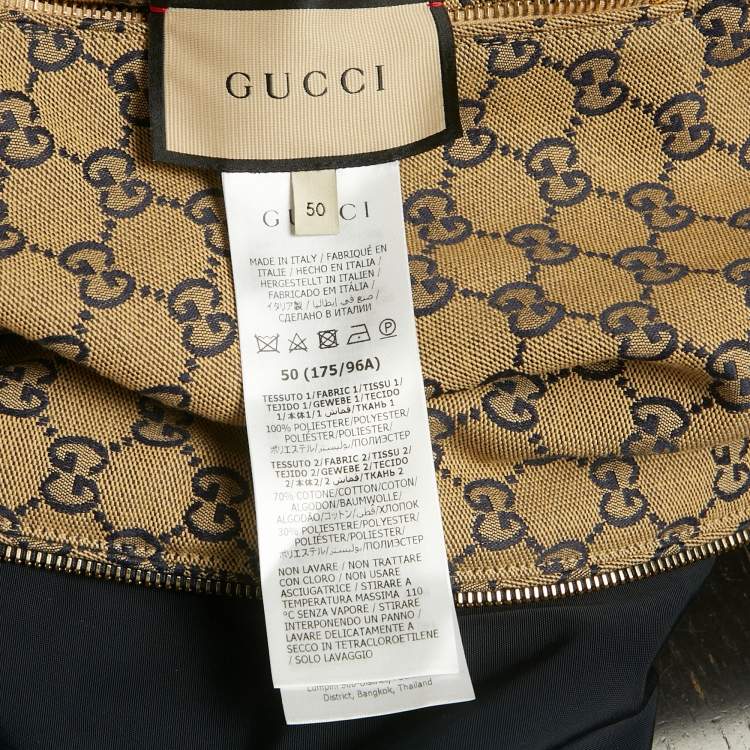 GUCCI
50
GUCCI
MADE IN ITALY / FABRIQUÉ EN
ITALIE / HECHO EN ITALIA /
HERGESTELLT IN ITALIEN /
FABRICADO EM ITÁLIA /
イタリア製 / صنع في إيطاليا /
СДЕЛАНО В ИТАЛИИ
50 (175/96A)
TESSUTO 1/FABRIC 1/TISSU 1/
TEJIDO 1/GEWEBE 1/TECIDO
1/本体1/قماش 1/ТКАНЬ 1
100% POLIESTERE/POLYESTER/
POLIÉSTER/POLYESTER/
ポリエステル/بوليستر/ПОЛИЭСТЕР
TESSUTO 2/FABRIC 2/TISSU 2/
TEJIDO 2/GEWEBE 2/TECIDO
2/本体2/قماش 2/ТКАНЬ 2
70% COTONE/COTTON/COTON/
ALGODÓN/BAUMWOLLE/
ALGODÃO/コットン/قطن/ХЛОПОК
30% POLIESTERE/POLYESTER/
POLIÉSTER/POLYESTER/
ポリエステル/بوليستر/ПОЛИЭСТЕР
NON LAVARE / NON TRATTARE
CON CLORO / NON USARE
ASCIUGATRICE / STIRARE A
TEMPERATURA MASSIMA 110
°C SENZA VAPORE / STIRARE
INTERPONENDO UN PANNO /
LAVARE DELICATAMENTE A
SECCO IN TETRACLOROETILENE
/ SOLO LAVAGGIO
District, Bangkok, Thailand